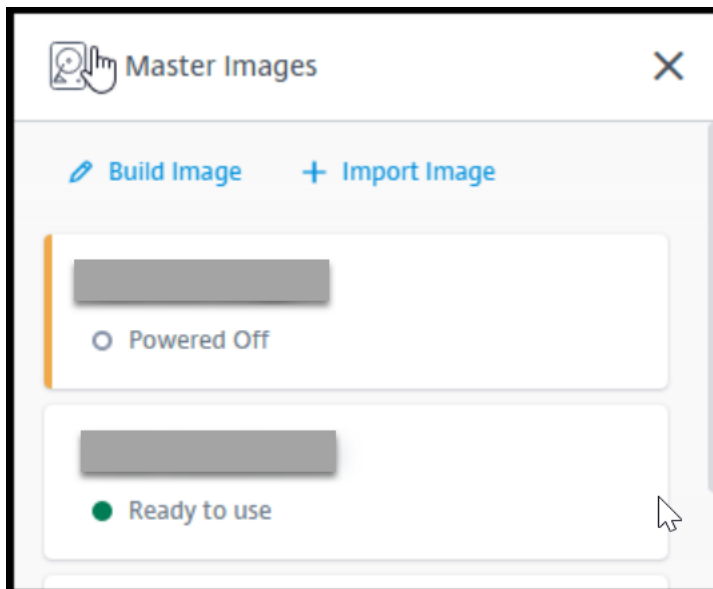 Master Images
Build Image
Import Image
Powered Off
Ready to use